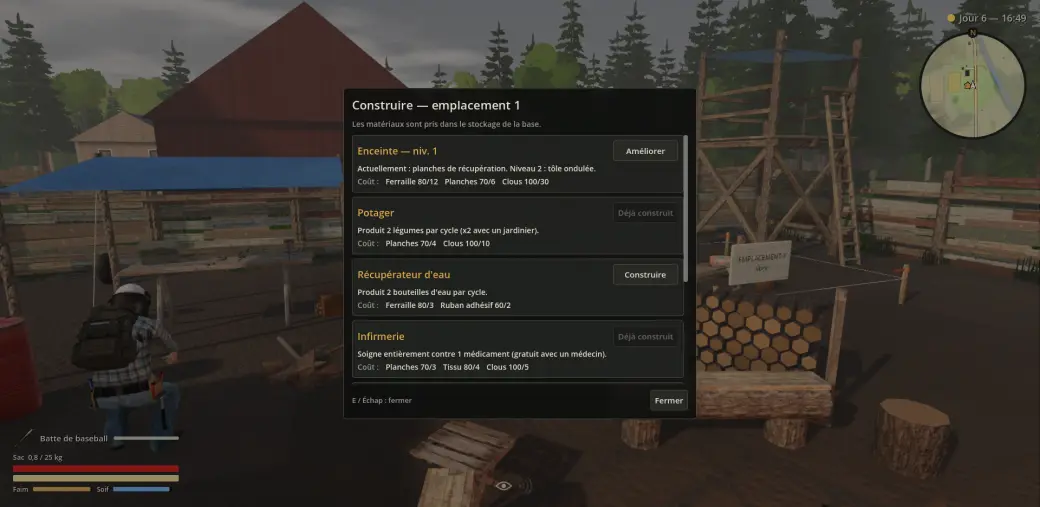 Jour 6 — 16:49
N
Construire — emplacement 1
Les matériaux sont pris dans le stockage de la base.
Enceinte — niv. 1
Améliorer
Actuellement : planches de récupération. Niveau 2 : tôle ondulée.
Coût : Ferraille 80/12 Planches 70/6 Clous 100/30
Potager
Déjà construit
Produit 2 légumes par cycle (x2 avec un jardinier).
Coût : Planches 70/4 Clous 100/10
Récupérateur d'eau
Construire
Produit 2 bouteilles d'eau par cycle.
Coût : Ferraille 80/3 Ruban adhésif 60/2
Infirmerie
Déjà construit
Soigne entièrement contre 1 médicament (gratuit avec un médecin).
Coût : Planches 70/3 Tissu 80/4 Clous 100/5
E / Échap : fermer
Fermer
EMPLACEMENT
Batte de baseball
Sac 0,8 / 25 kg
Faim
Soif